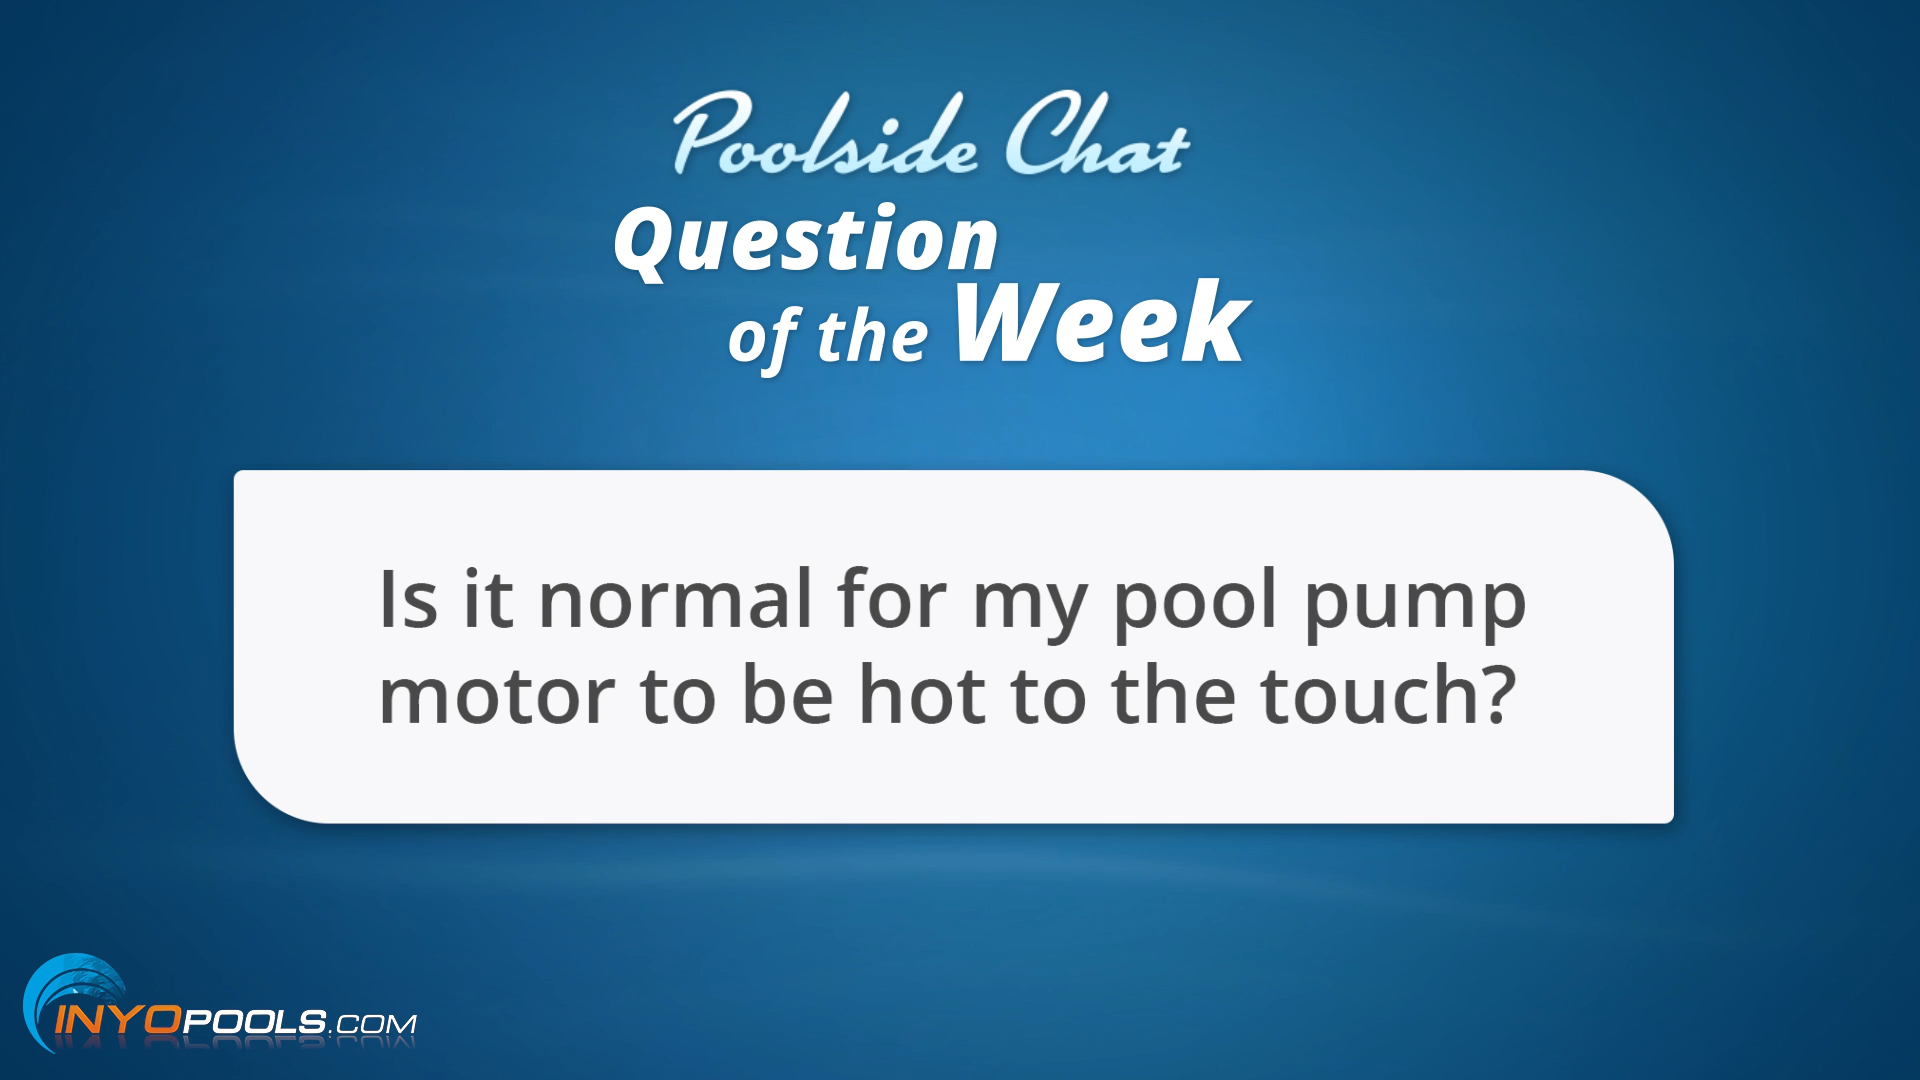 Poolside Chat
Question
of the Week
Is it normal for my pool pump
motor to be hot to the touch?
INYOPOOLS.COM